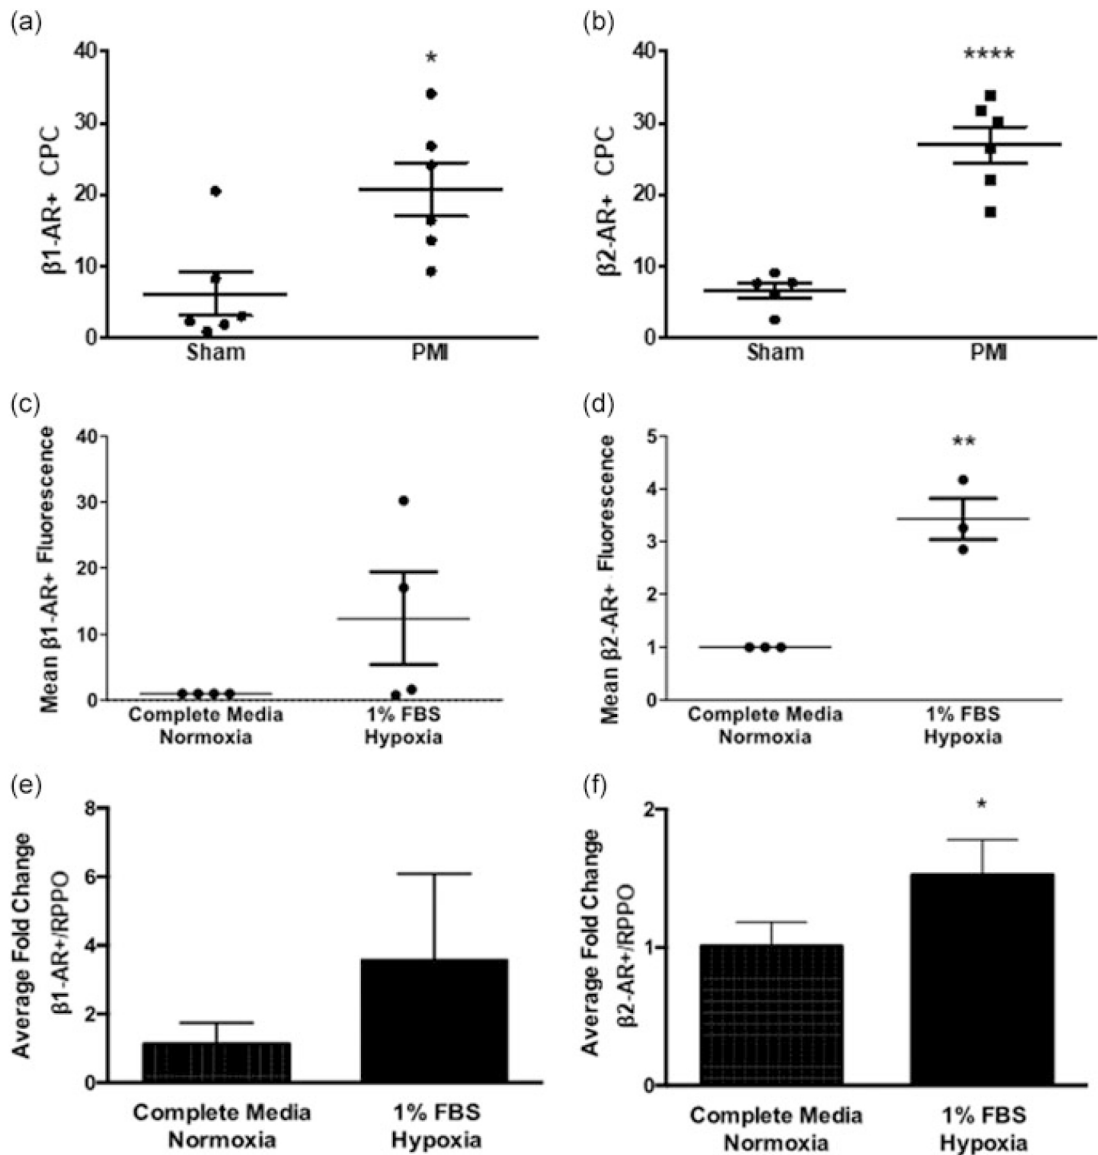 (a)
40
30
20
10
0
β1-AR+ CPC
*
Sham
PMI
(b)
40
30
20
10
0
β2-AR+ CPC
****
Sham
PMI
(c)
40
30
20
10
0
Mean β1-AR+ Fluorescence
Complete Media
Normoxia
1% FBS
Hypoxia
(d)
5
4
3
2
1
0
Mean β2-AR+ Fluorescence
**
Complete Media
Normoxia
1% FBS
Hypoxia
(e)
8
6
4
2
0
Average Fold Change
β1-AR+/RPPO
Complete Media
Normoxia
1% FBS
Hypoxia
(f)
2
1
0
Average Fold Change
β2-AR+/RPPO
*
Complete Media
Normoxia
1% FBS
Hypoxia